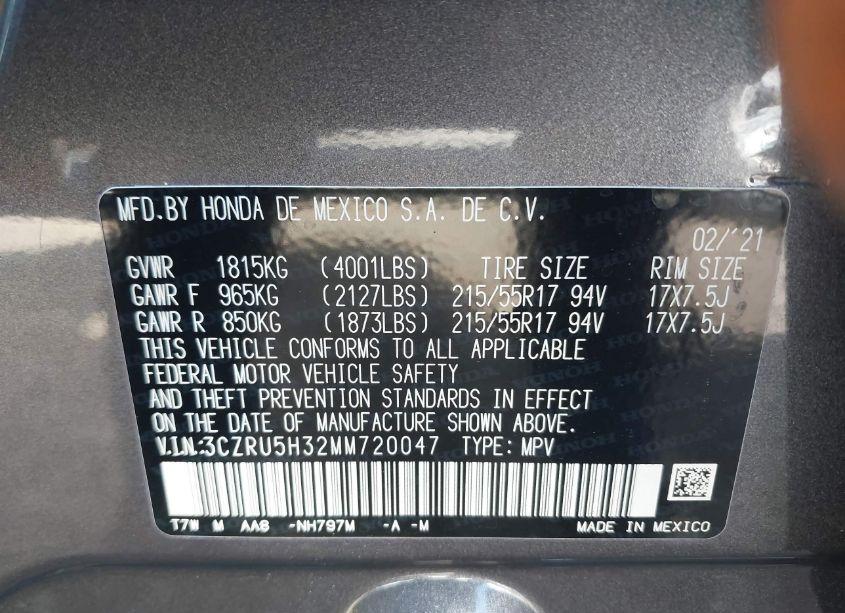 MFD.BY HONDA DE MEXICO S.A. DE C.V.
02/'21
GVWR 1815KG (4001LBS) TIRE SIZE RIM SIZE
GAWR F 965KG (2127LBS) 215/55R17 94V 17X7.5J
GAWR R 850KG (1873LBS) 215/55R17 94V 17X7.5J
THIS VEHICLE CONFORMS TO ALL APPLICABLE
FEDERAL MOTOR VEHICLE SAFETY
AND THEFT PREVENTION STANDARDS IN EFFECT
ON THE DATE OF MANUFACTURE SHOWN ABOVE.
V.I.N:3CZRU5H32MM720047 TYPE: MPV
T7W M AA8 -NH797M -A -M MADE IN MEXICO